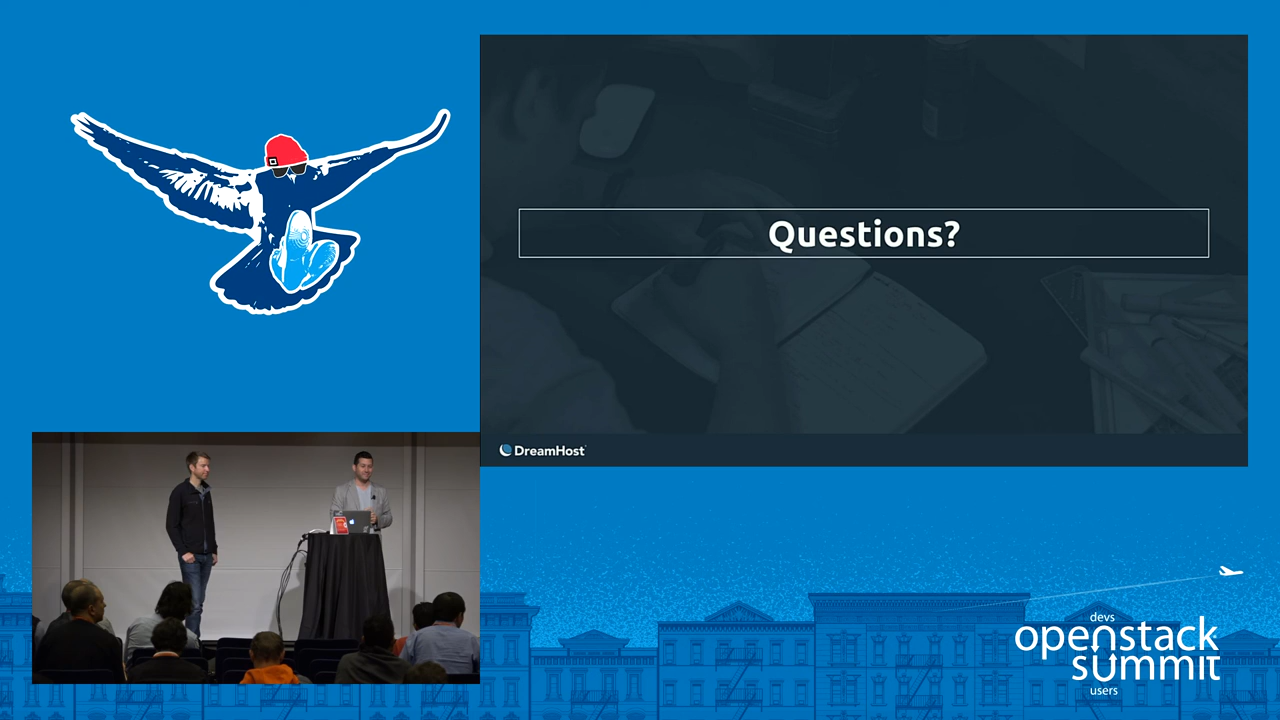 Questions?
DreamHost
devs
openstack
summit
users